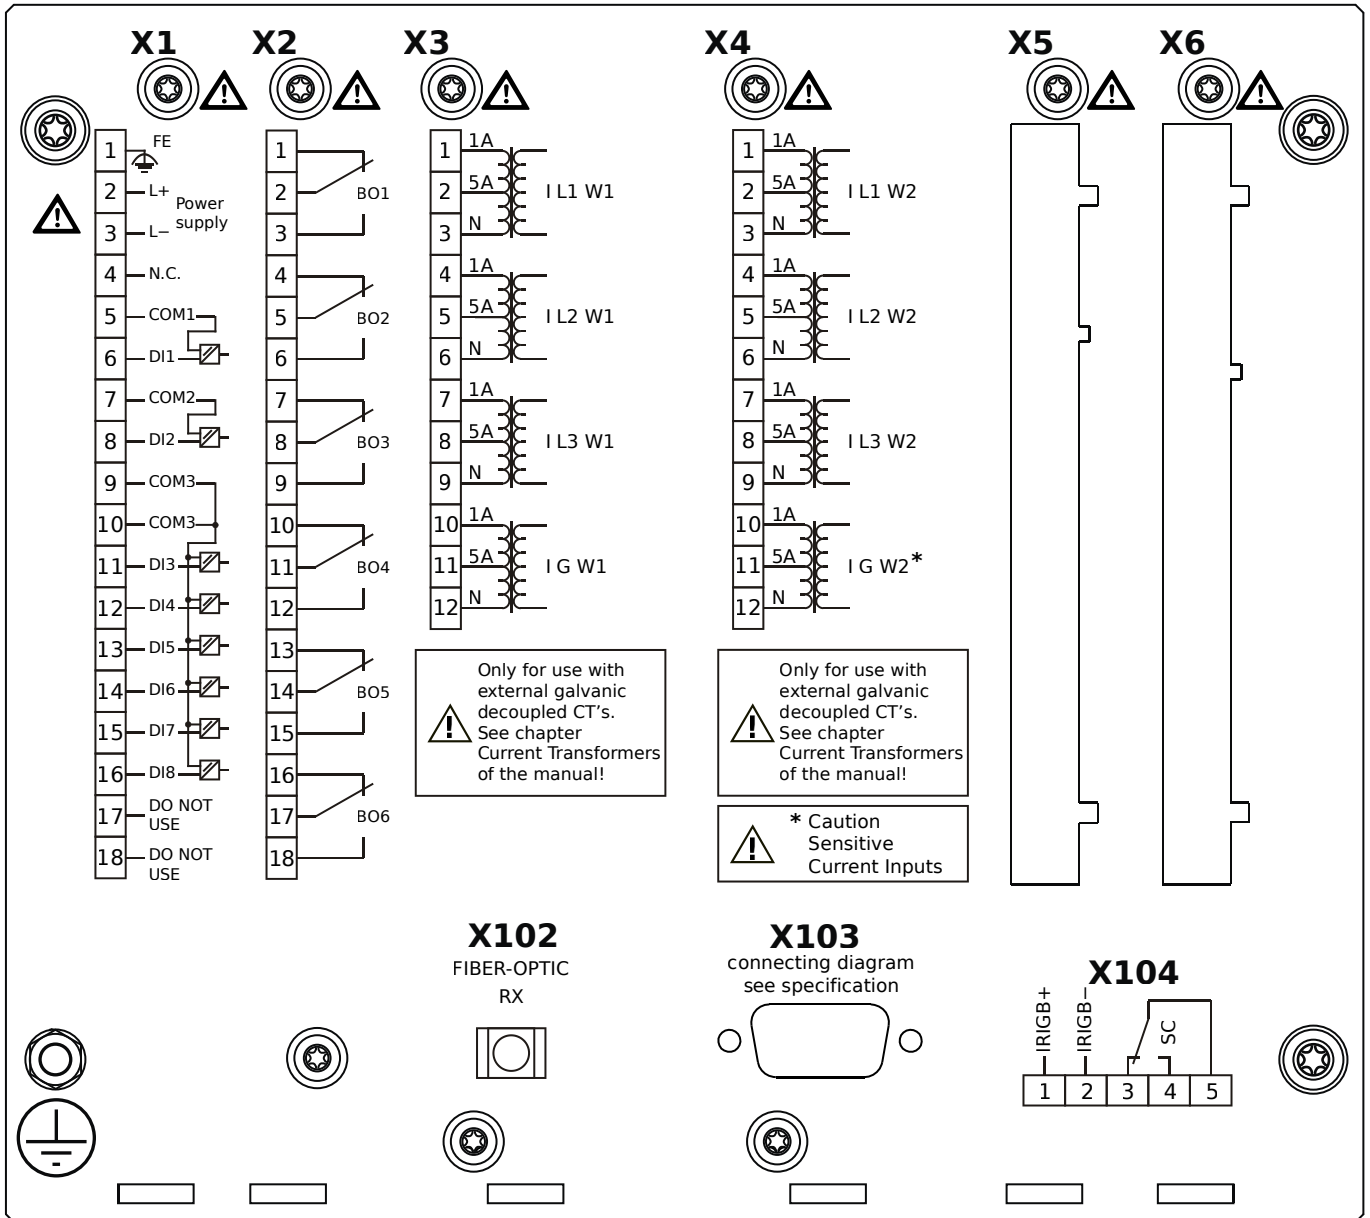 X1 X2 X3 X4 X5 X6
1 FE
2 L+
Power
supply
3 L−
4 N.C.
5 COM1
6 DI1
7 COM2
8 DI2
9 COM3
10 COM3
11 DI3
12 DI4
13 DI5
14 DI6
15 DI7
16 DI8
17 DO NOT
USE
18 DO NOT
USE
1
2 BO1
3
4
5 BO2
6
7
8 BO3
9
10
11 BO4
12
13
14 BO5
15
16
17 BO6
18
1 1A
2 5A I L1 W1
3 N
4 1A
5 5A I L2 W1
6 N
7 1A
8 5A I L3 W1
9 N
10 1A
11 5A I G W1
12 N
Only for use with
external galvanic
decoupled CT's.
See chapter
Current Transformers
of the manual!
1 1A
2 5A I L1 W2
3 N
4 1A
5 5A I L2 W2
6 N
7 1A
8 5A I L3 W2
9 N
10 1A
11 5A I G W2*
12 N
Only for use with
external galvanic
decoupled CT's.
See chapter
Current Transformers
of the manual!
* Caution
Sensitive
Current Inputs
X102
FIBER-OPTIC
RX
X103
connecting diagram
see specification
X104
IRIGB+
IRIGB−
SC
1 2 3 4 5